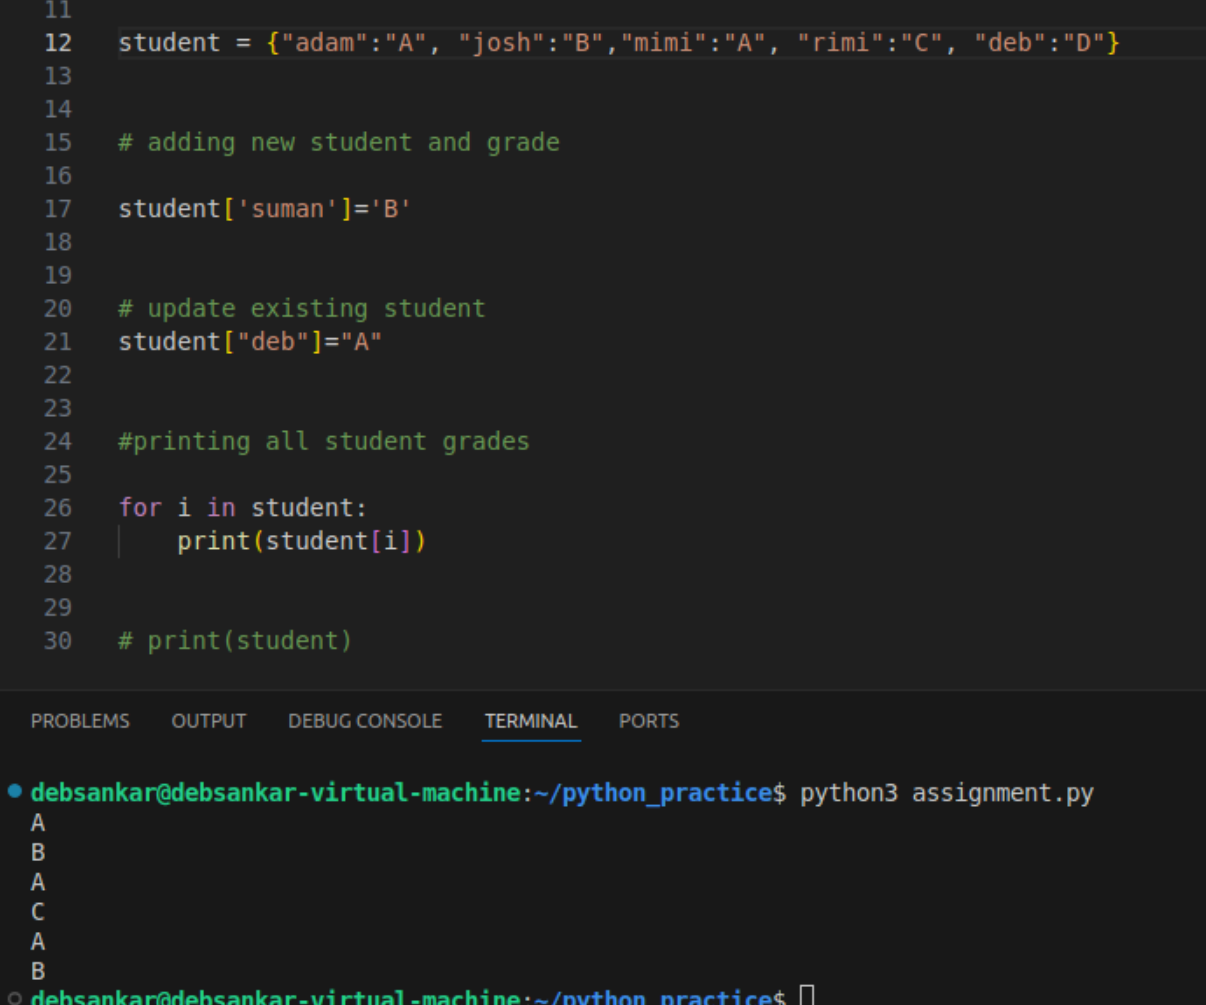 11
12 student = {"adam":"A", "josh":"B","mimi":"A", "rimi":"C", "deb":"D"}
13
14
15 # adding new student and grade
16
17 student['suman']='B'
18
19
20 # update existing student
21 student["deb"]="A"
22
23
24 #printing all student grades
25
26 for i in student:
27     print(student[i])
28
29
30 # print(student)
PROBLEMS OUTPUT DEBUG CONSOLE TERMINAL PORTS
debsankar@debsankar-virtual-machine:~/python_practice$ python3 assignment.py
A
B
A
C
A
B
debsankar@debsankar-virtual-machine:~/python_practice$